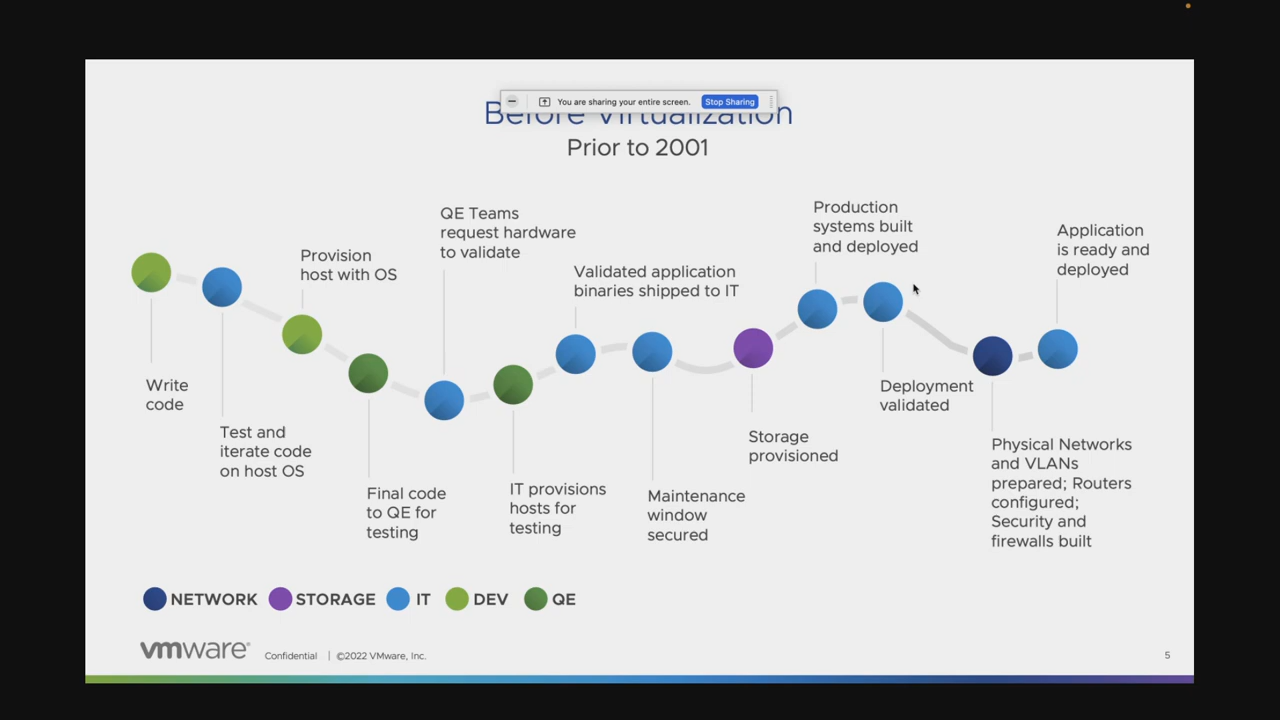 You are sharing your entire screen.
Stop Sharing
Before Virtualization
Prior to 2001
Write
code
Test and
iterate code
on host OS
Provision
host with OS
Final code
to QE for
testing
QE Teams
request hardware
to validate
IT provisions
hosts for
testing
Validated application
binaries shipped to IT
Maintenance
window
secured
Storage
provisioned
Production
systems built
and deployed
Deployment
validated
Physical Networks
and VLANs
prepared; Routers
configured;
Security and
firewalls built
Application
is ready and
deployed
NETWORK STORAGE IT DEV QE
vmware® Confidential | ©2022 VMware, Inc. 5